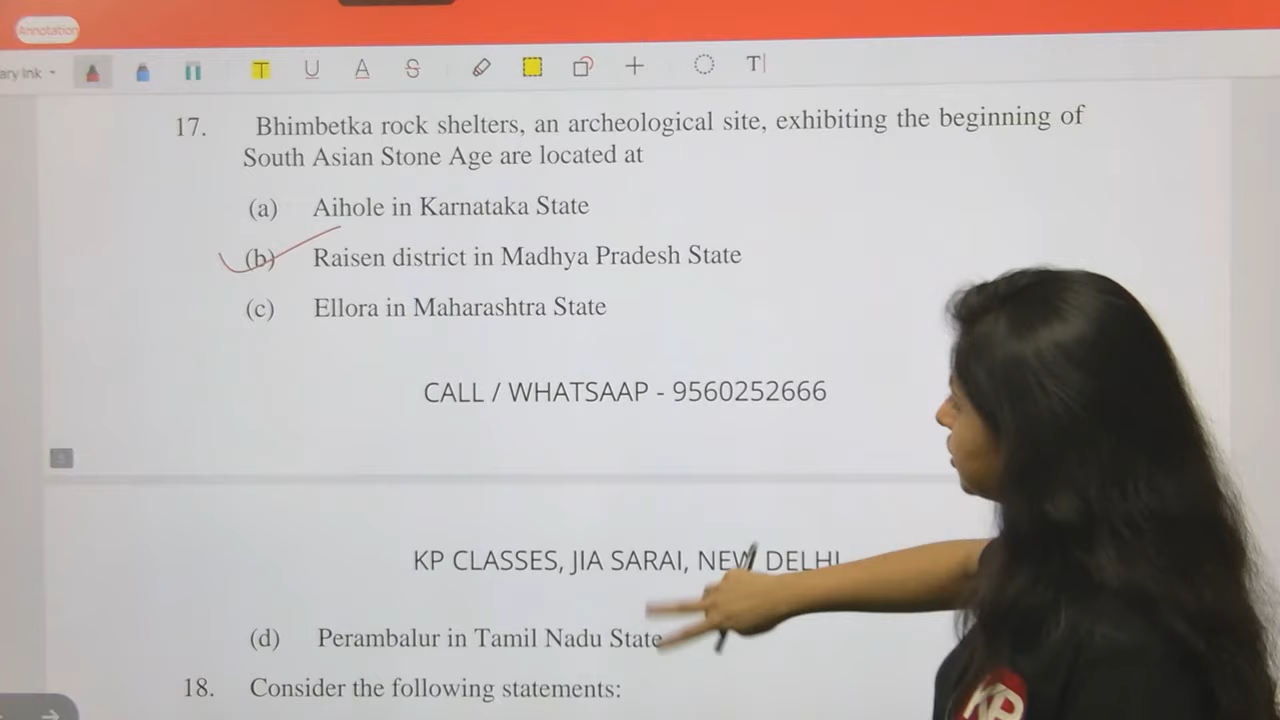 Annotation
ary Ink
T U A S T
17. Bhimbetka rock shelters, an archeological site, exhibiting the beginning of
South Asian Stone Age are located at
(a) Aihole in Karnataka State
(b) Raisen district in Madhya Pradesh State
(c) Ellora in Maharashtra State
CALL / WHATSAAP - 9560252666
KP CLASSES, JIA SARAI, NEW DELHI
(d) Perambalur in Tamil Nadu State
18. Consider the following statements:
KP